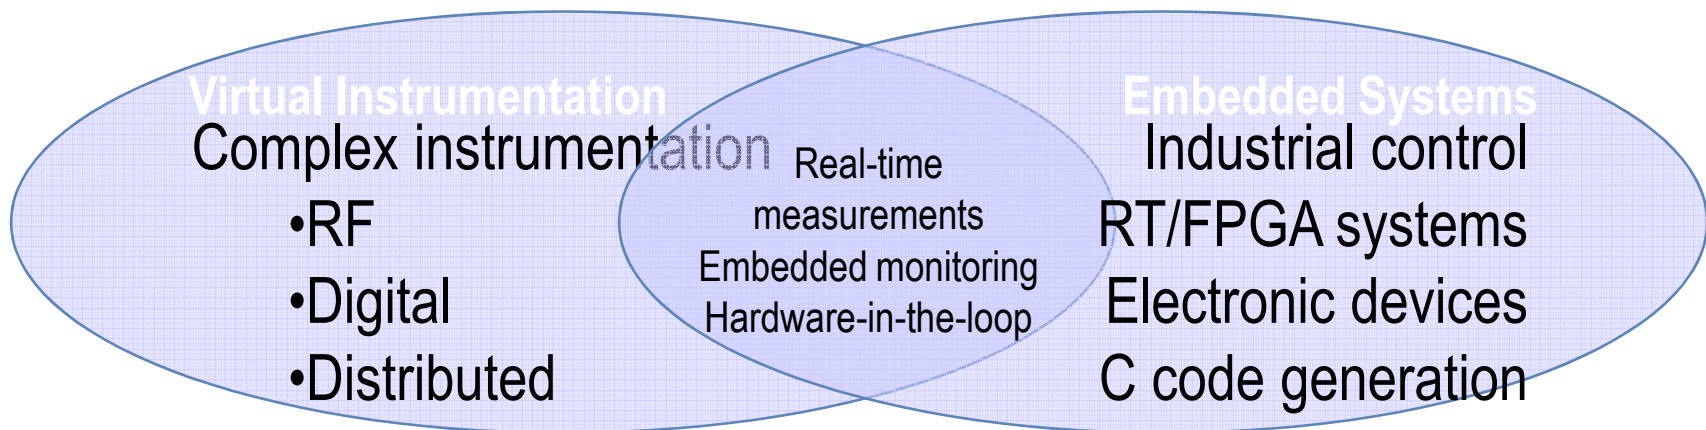 Virtual Instrumentation
Complex instrumentation
•RF
•Digital
•Distributed
Real-time
measurements
Embedded monitoring
Hardware-in-the-loop
Embedded Systems
Industrial control
RT/FPGA systems
Electronic devices
C code generation